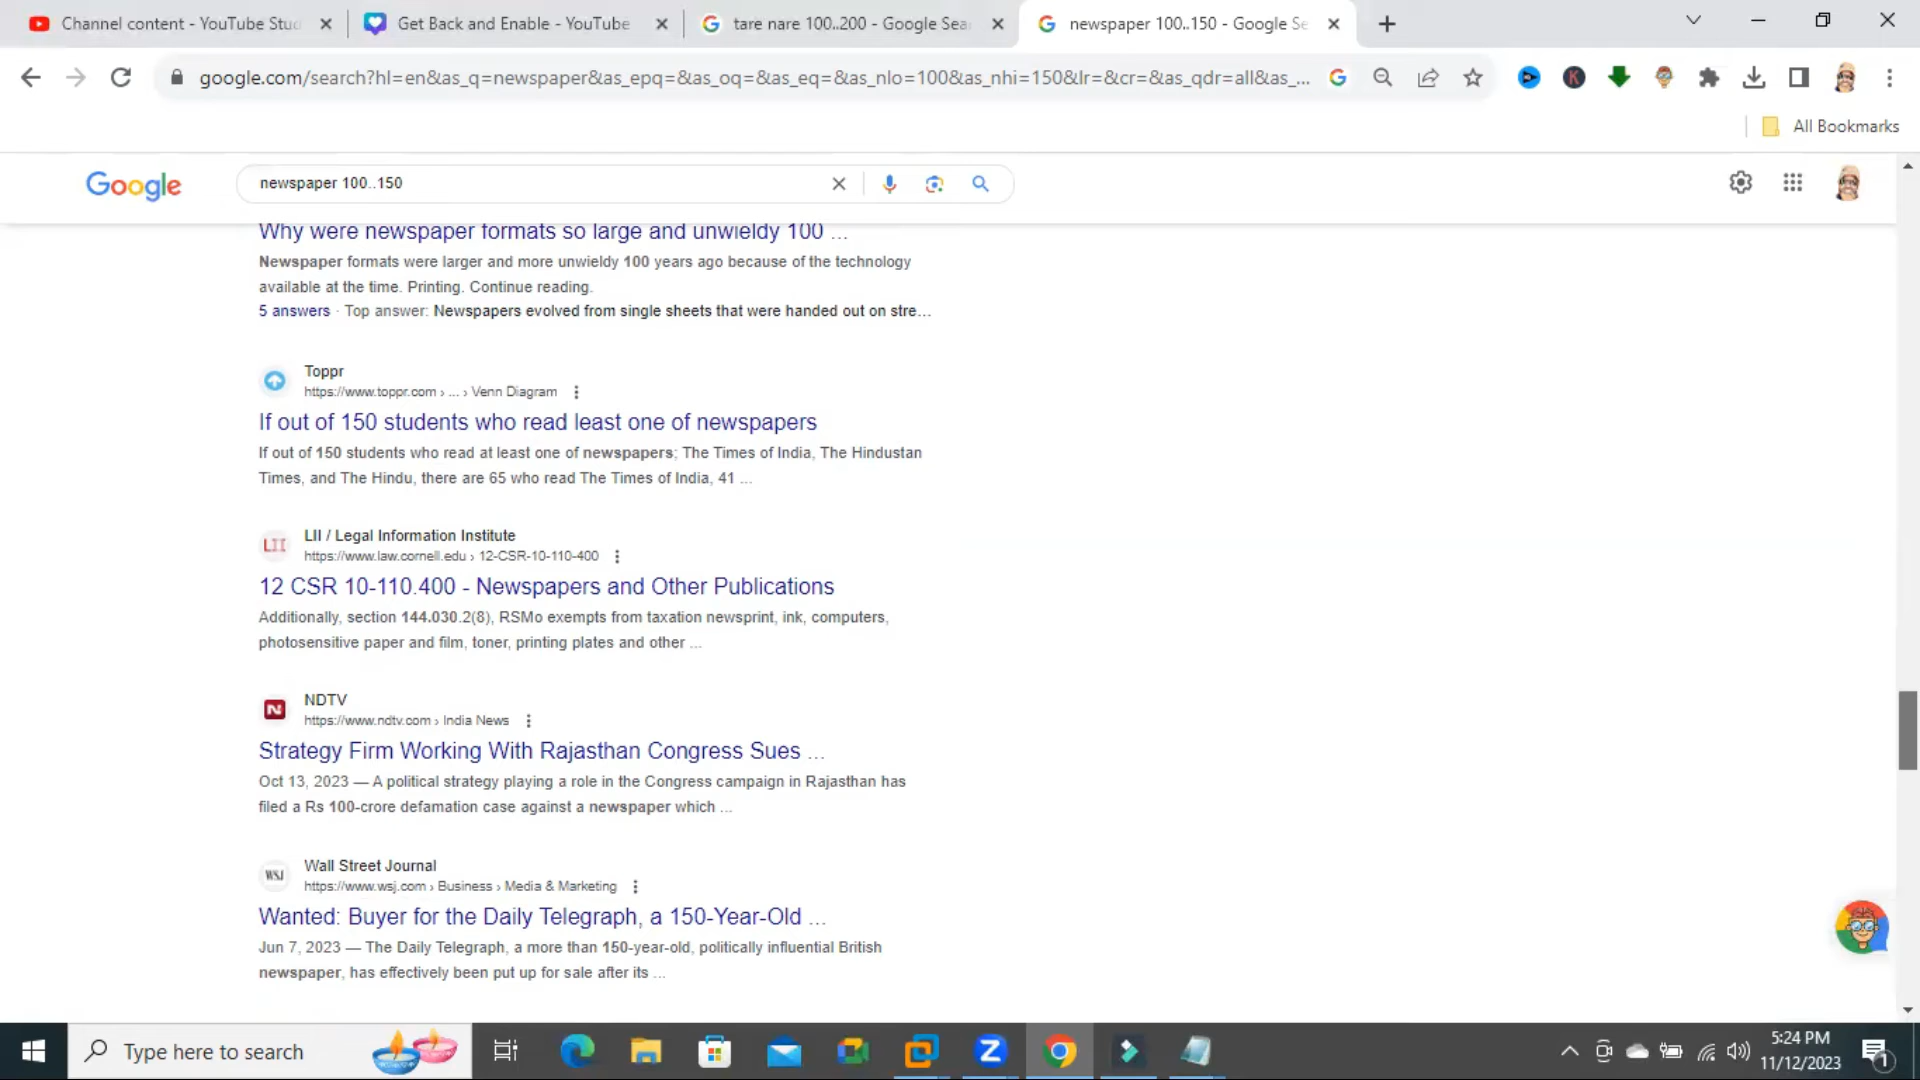 Channel content - YouTube Stud
Get Back and Enable - YouTube
tare nare 100..200 - Google Sea
newspaper 100..150 - Google Se
google.com/search?hl=en&as_q=newspaper&as_epq=&as_oq=&as_eq=&as_nlo=100&as_nhi=150&lr=&cr=&as_qdr=all&as_...
All Bookmarks
Google
newspaper 100..150
Why were newspaper formats so large and unwieldy 100 ...
Newspaper formats were larger and more unwieldy 100 years ago because of the technology
available at the time. Printing. Continue reading.
5 answers · Top answer: Newspapers evolved from single sheets that were handed out on stre...
Toppr
https://www.toppr.com › ... › Venn Diagram
If out of 150 students who read least one of newspapers
If out of 150 students who read at least one of newspapers; The Times of India, The Hindustan
Times, and The Hindu, there are 65 who read The Times of India, 41 ...
LII
LII / Legal Information Institute
https://www.law.cornell.edu › 12-CSR-10-110-400
12 CSR 10-110.400 - Newspapers and Other Publications
Additionally, section 144.030.2(8), RSMo exempts from taxation newsprint, ink, computers,
photosensitive paper and film, toner, printing plates and other ...
N
NDTV
https://www.ndtv.com › India News
Strategy Firm Working With Rajasthan Congress Sues ...
Oct 13, 2023 — A political strategy playing a role in the Congress campaign in Rajasthan has
filed a Rs 100-crore defamation case against a newspaper which ...
WSJ
Wall Street Journal
https://www.wsj.com › Business › Media & Marketing
Wanted: Buyer for the Daily Telegraph, a 150-Year-Old ...
Jun 7, 2023 — The Daily Telegraph, a more than 150-year-old, politically influential British
newspaper, has effectively been put up for sale after its ...
Type here to search
5:24 PM
11/12/2023
1